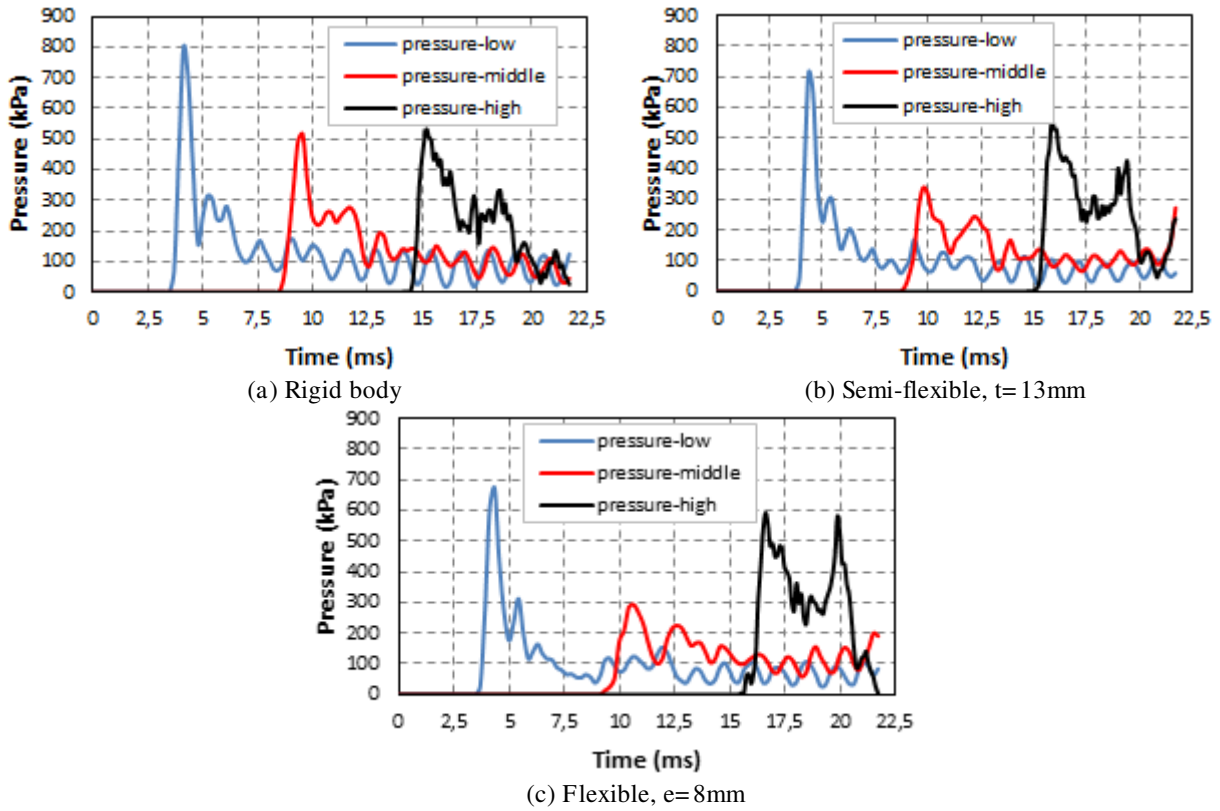 Pressure (kPa)
900
800
700
600
500
400
300
200
100
0
pressure-low
pressure-middle
pressure-high
0 2,5 5 7,5 10 12,5 15 17,5 20 22,5
Time (ms)
(a) Rigid body
Pressure (kPa)
900
800
700
600
500
400
300
200
100
0
pressure-low
pressure-middle
pressure-high
0 2,5 5 7,5 10 12,5 15 17,5 20 22,5
Time (ms)
(b) Semi-flexible, t=13mm
Pressure (kPa)
900
800
700
600
500
400
300
200
100
0
pressure-low
pressure-middle
pressure-high
0 2,5 5 7,5 10 12,5 15 17,5 20 22,5
Time (ms)
(c) Flexible, e=8mm